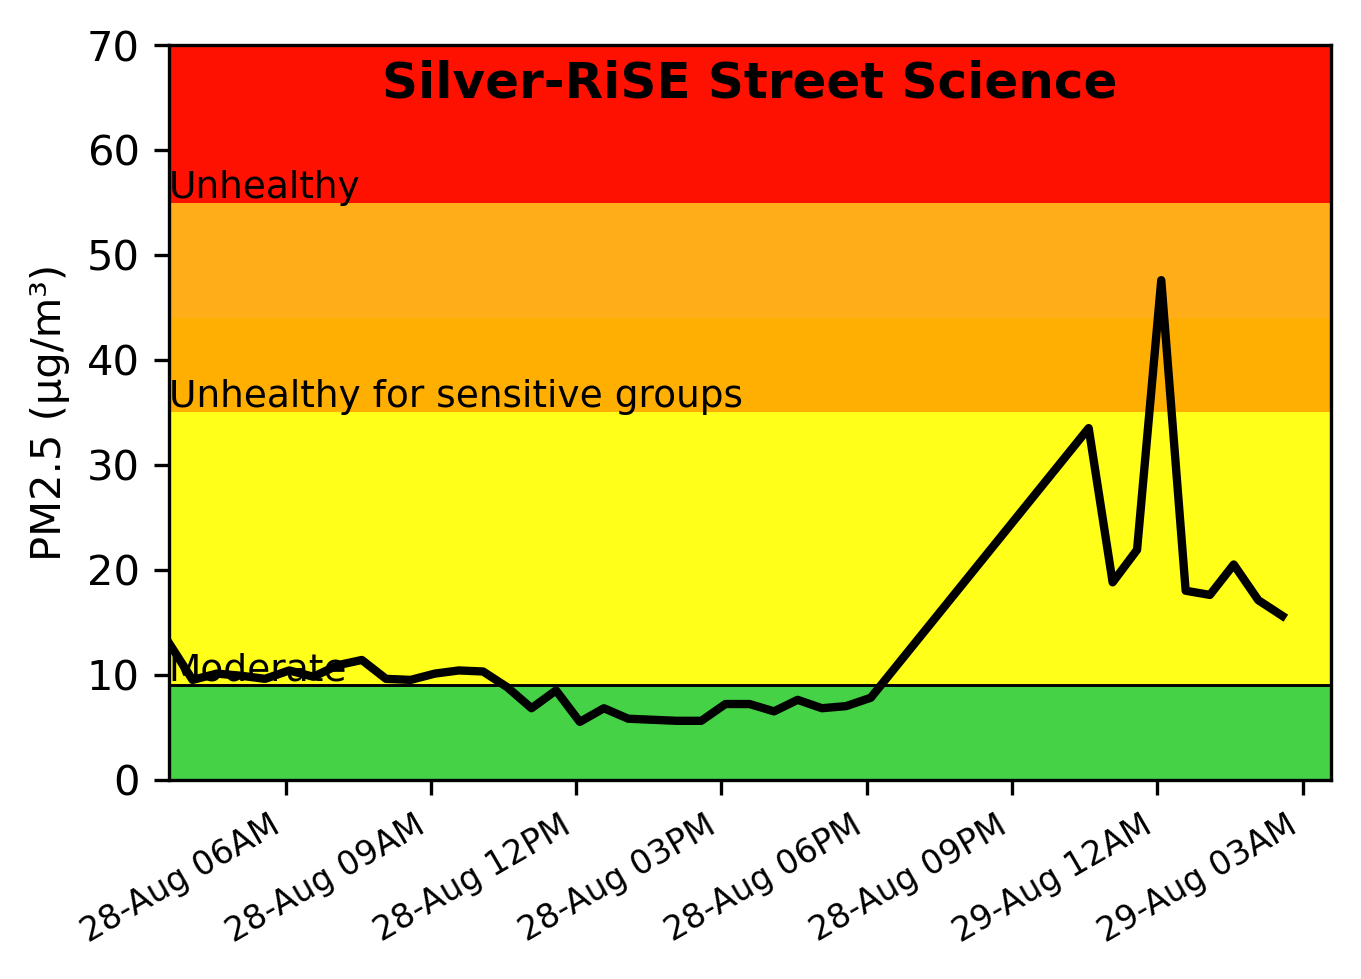 Silver-RiSE Street Science
PM2.5 (µg/m³)
70
60
50
40
30
20
10
0
Unhealthy
Unhealthy for sensitive groups
Moderate
28-Aug 06AM
28-Aug 09AM
28-Aug 12PM
28-Aug 03PM
28-Aug 06PM
28-Aug 09PM
29-Aug 12AM
29-Aug 03AM